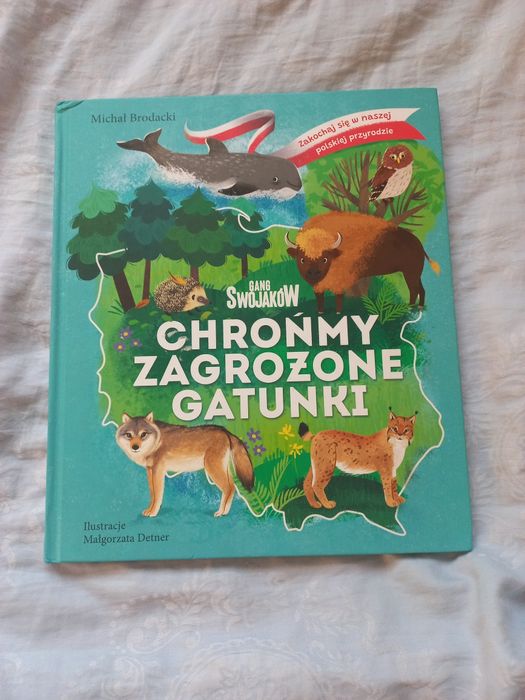 Michał Brodacki
Zakochaj się w naszej
polskiej przyrodzie
GANG
SWOJAKÓW
CHROŃMY
ZAGROŻONE
GATUNKI
Ilustracje
Małgorzata Detner